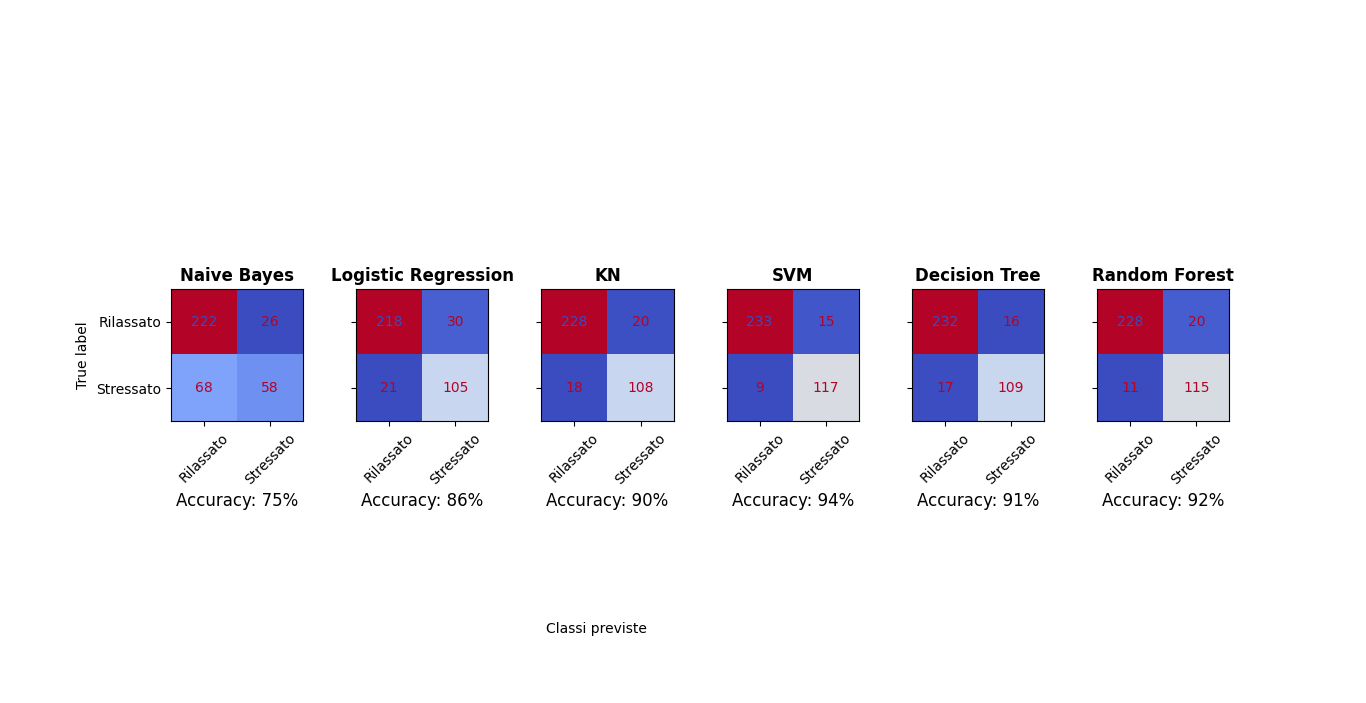 Naive Bayes Logistic Regression KN SVM Decision Tree Random Forest
True label
Rilassato 222 26 218 30 228 20 233 15 232 16 228 20
Stressato 68 58 21 105 18 108 9 117 17 109 11 115
Rilassato Stressato Rilassato Stressato Rilassato Stressato Rilassato Stressato Rilassato Stressato Rilassato Stressato
Accuracy: 75% Accuracy: 86% Accuracy: 90% Accuracy: 94% Accuracy: 91% Accuracy: 92%
Classi previste